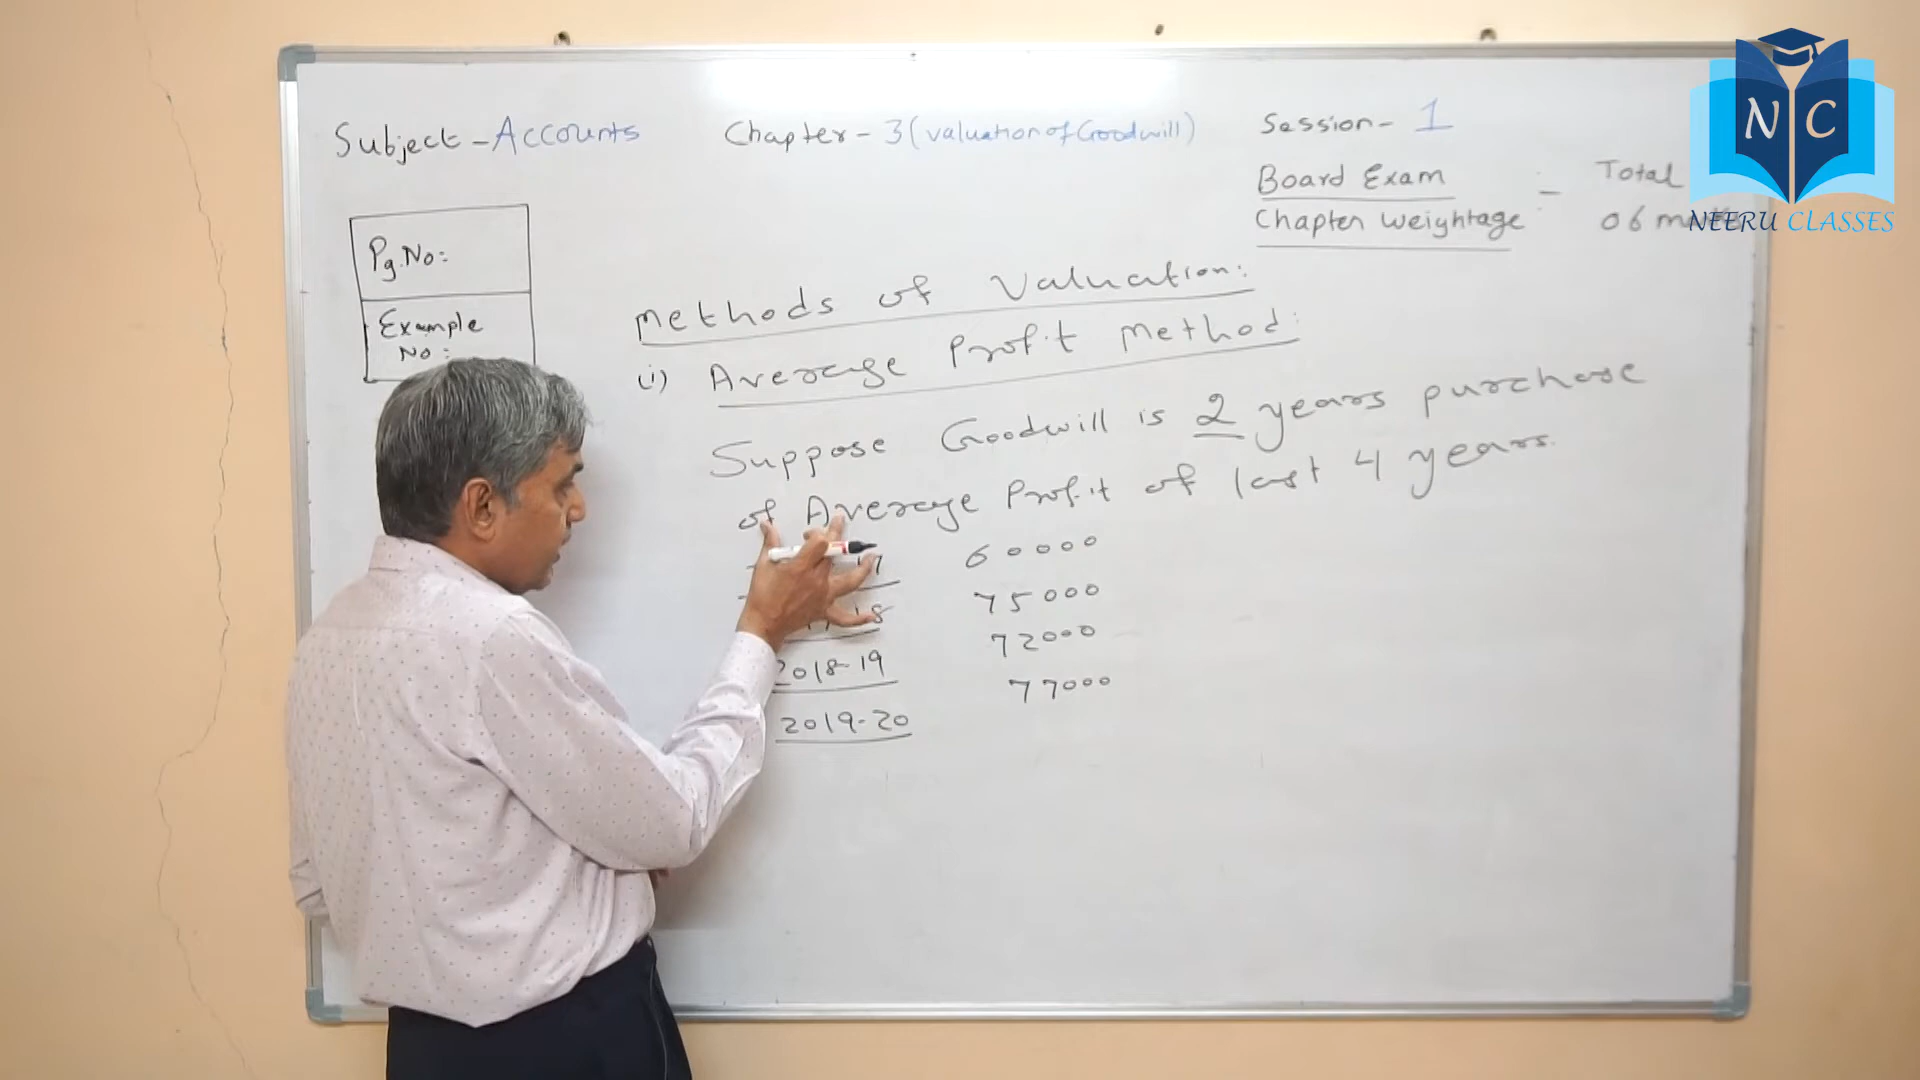 Subject - Accounts Chapter - 3 (valuation of Goodwill) Session - 1
Board Exam
Chapter weightage :- Total 06
N C
NEERU CLASSES
Pg. No:
Example No:
Methods of Valuation:
(i) Average Profit Method:
Suppose Goodwill is 2 years purchase
of Average Profit of last 4 years.
17 60000
18 75000
2018-19 72000
2019-20 77000